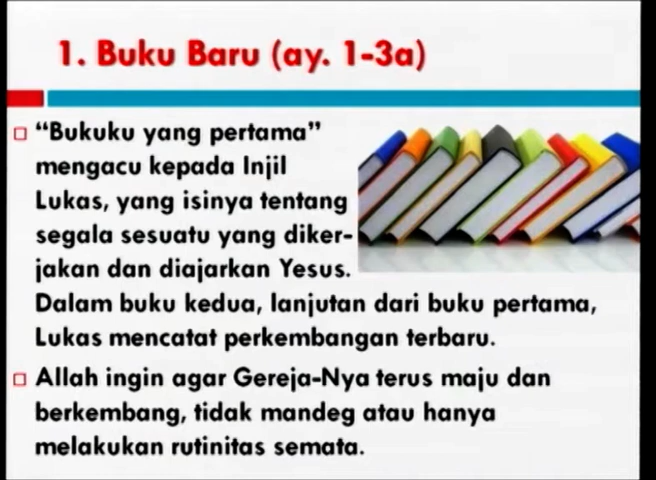 1. Buku Baru (ay. 1-3a)
“Bukuku yang pertama”
mengacu kepada Injil
Lukas, yang isinya tentang
segala sesuatu yang diker-
jakan dan diajarkan Yesus.
Dalam buku kedua, lanjutan dari buku pertama,
Lukas mencatat perkembangan terbaru.
Allah ingin agar Gereja-Nya terus maju dan
berkembang, tidak mandeg atau hanya
melakukan rutinitas semata.